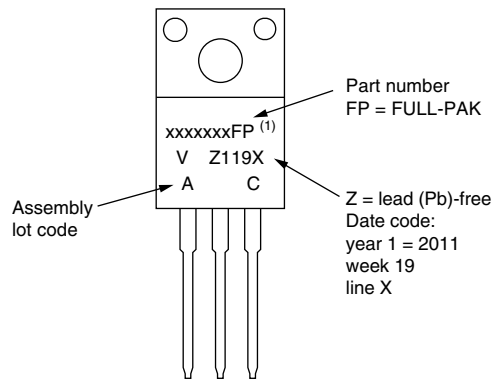 Part number
FP = FULL-PAK
xxxxxxxFP (1)
V Z119X
A C
Assembly
lot code
Z = lead (Pb)-free
Date code:
year 1 = 2011
week 19
line X